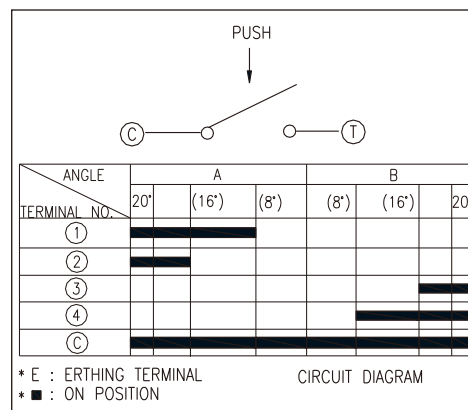 PUSH
C T
ANGLE A B
20° (16°) (8°) (8°) (16°) 20
TERMINAL NO.
1
2
3
4
C
* E : ERTHING TERMINAL CIRCUIT DIAGRAM
* ■ : ON POSITION